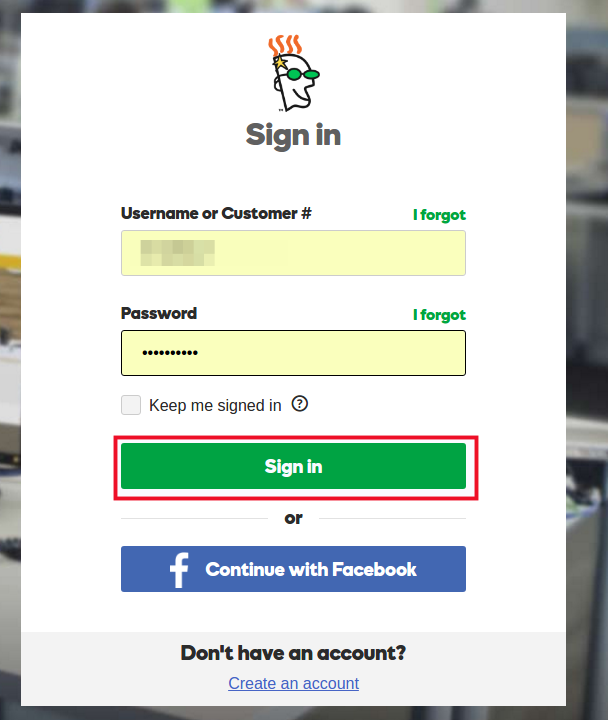 Sign in
Username or Customer # I forgot
Password I forgot
••••••••••
Keep me signed in ?
Sign in
or
f Continue with Facebook
Don't have an account?
Create an account